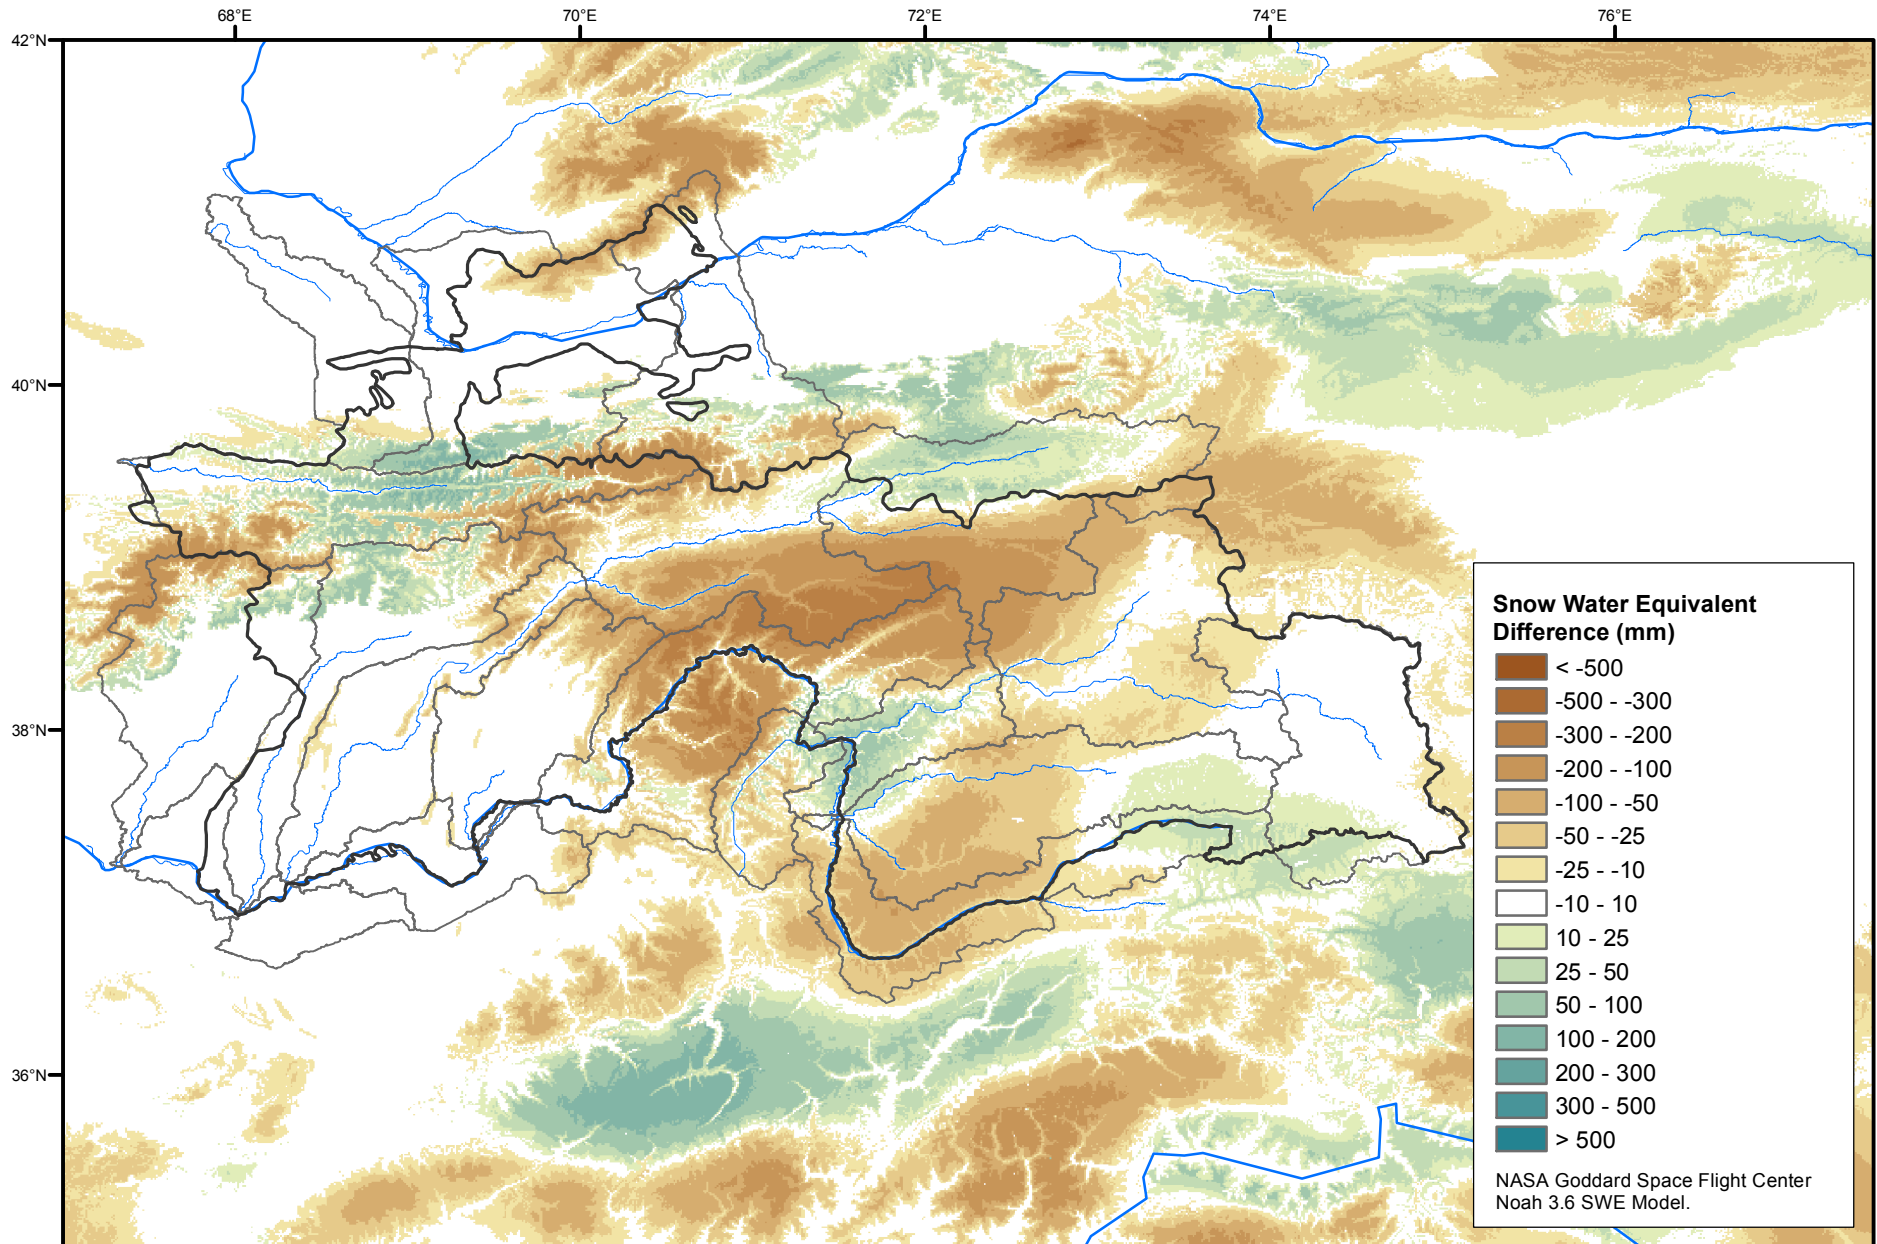 68°E 70°E 72°E 74°E 76°E
42°N
40°N
38°N
36°N
Snow Water Equivalent
Difference (mm)
< -500
-500 - -300
-300 - -200
-200 - -100
-100 - -50
-50 - -25
-25 - -10
-10 - 10
10 - 25
25 - 50
50 - 100
100 - 200
200 - 300
300 - 500
> 500
NASA Goddard Space Flight Center
Noah 3.6 SWE Model.